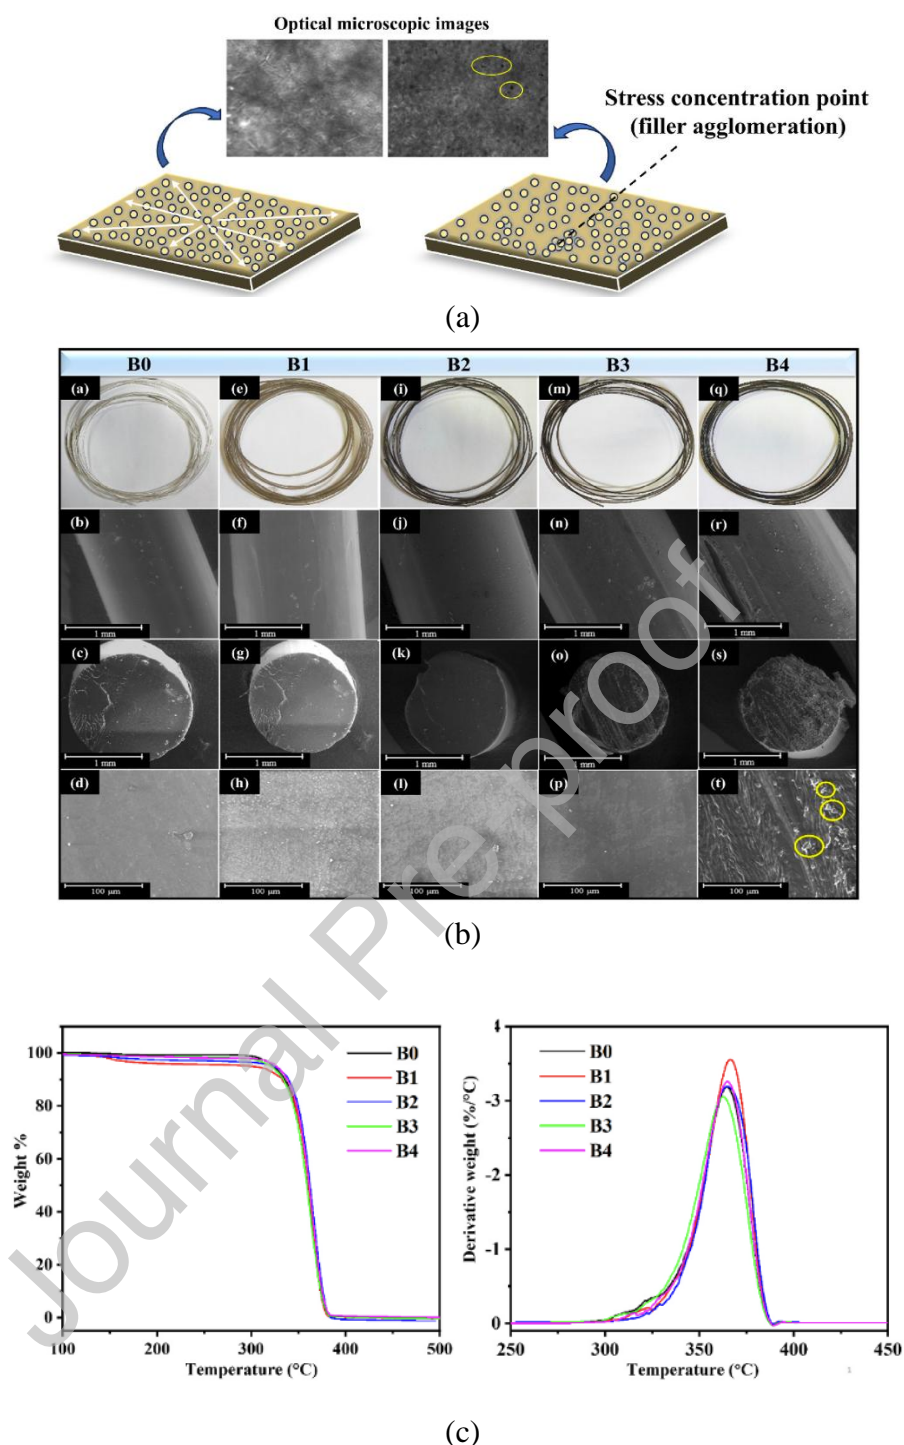 Optical microscopic images
Stress concentration point
(filler agglomeration)
(a)
B0 B1 B2 B3 B4
(a) (e) (i) (m) (q)
(b) (f) (j) (n) (r)
1 mm 1 mm 1 mm 1 mm 1 mm
(c) (g) (k) (o) (s)
1 mm 1 mm 1 mm 1 mm 1 mm
(d) (h) (l) (p) (t)
100 μm 100 μm 100 μm 100 μm 100 μm
(b)
Journal Pre-proof
100
80
60
40
20
0
Weight %
B0
B1
B2
B3
B4
100 200 300 400 500
Temperature (°C)
-4
-3
-2
-1
0
Derivative weight (%/°C)
B0
B1
B2
B3
B4
250 300 350 400 450
Temperature (°C)
1
(c)